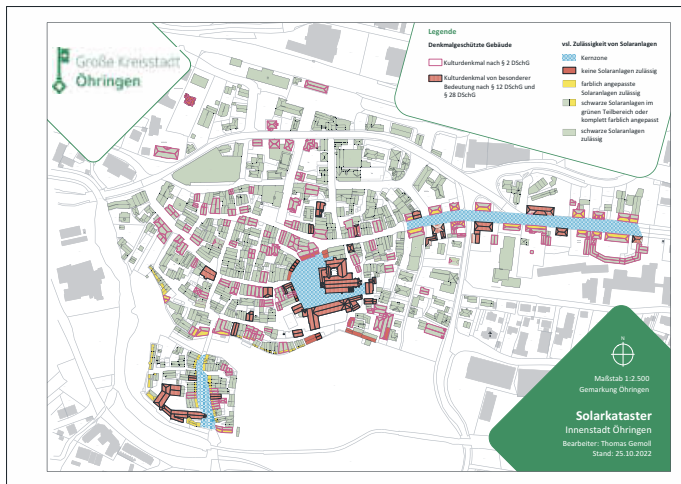 Große Kreisstadt
Öhringen
Legende
Denkmalgeschützte Gebäude
Kulturdenkmal nach § 2 DSchG
Kulturdenkmal von besonderer
Bedeutung nach § 12 DSchG und
§ 28 DSchG
vsl. Zulässigkeit von Solaranlagen
Kernzone
keine Solaranlagen zulässig
farblich angepasste
Solaranlagen zulässig
schwarze Solaranlagen im
grünen Teilbereich oder
komplett farblich angepasst
schwarze Solaranlagen
zulässig
N
Maßstab 1:2.500
Gemarkung Öhringen
Solarkataster
Innenstadt Öhringen
Bearbeiter: Thomas Gemoll
Stand: 25.10.2022